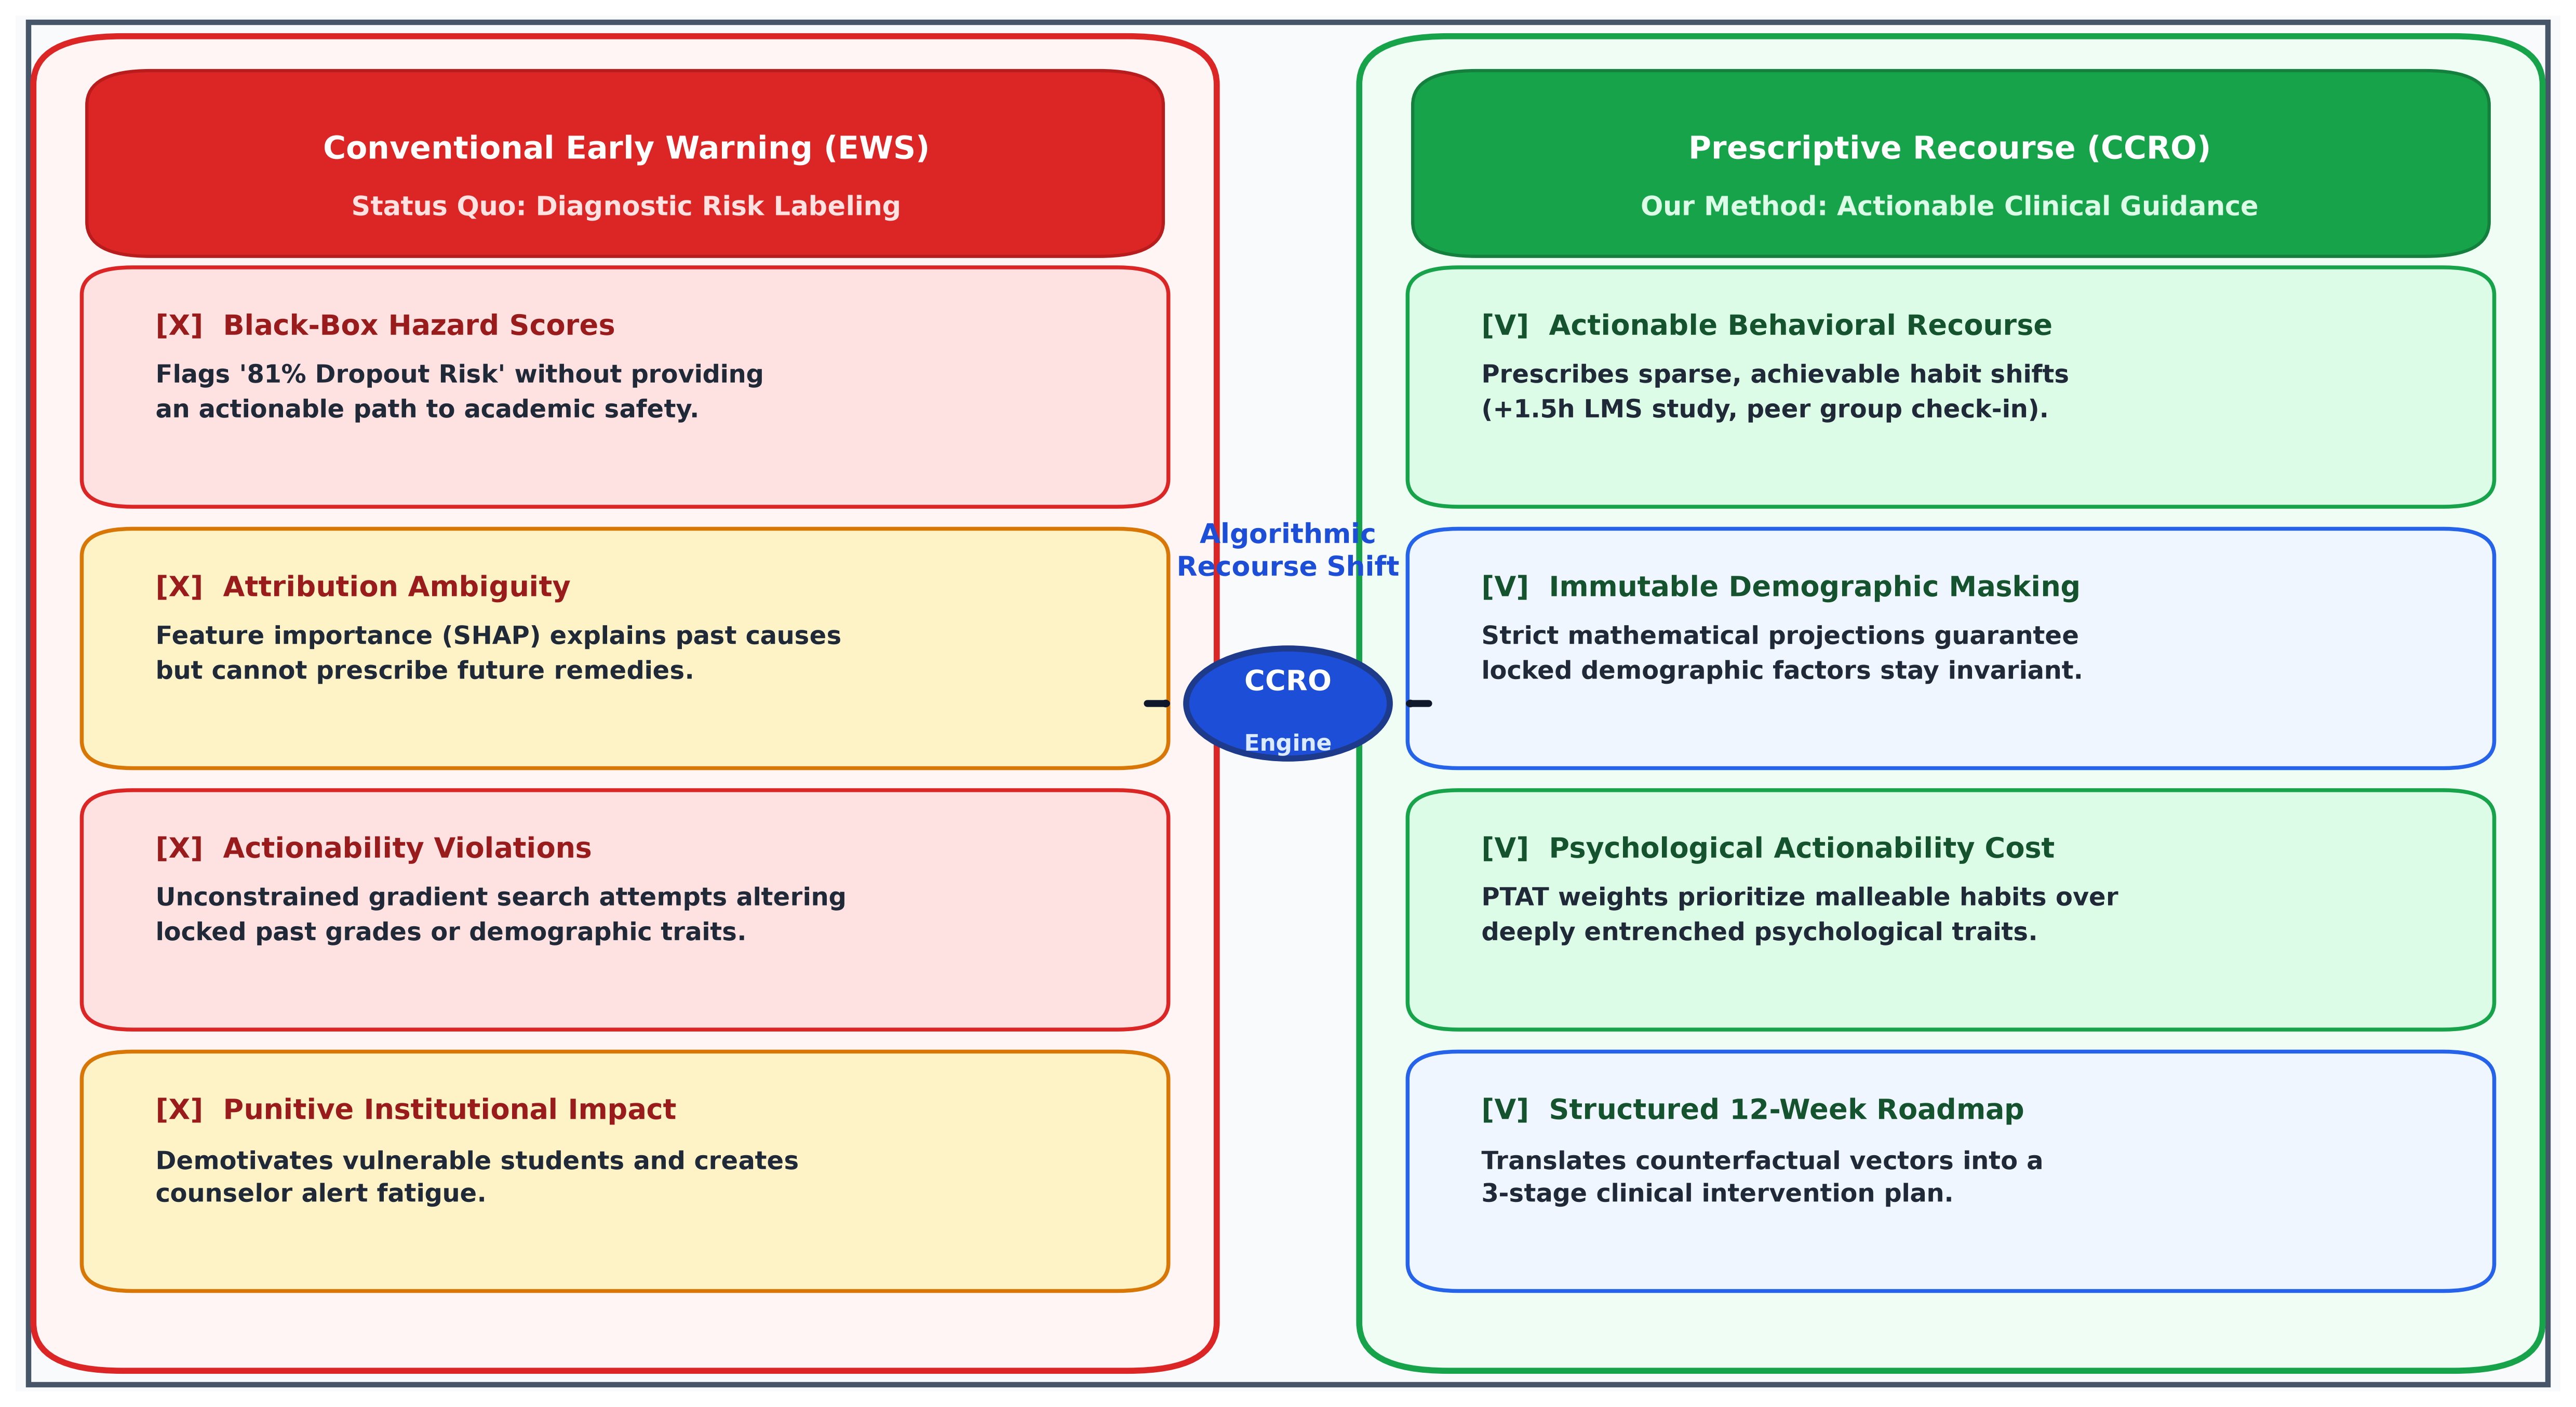 Conventional Early Warning (EWS)
Status Quo: Diagnostic Risk Labeling
[X] Black-Box Hazard Scores
Flags '81% Dropout Risk' without providing
an actionable path to academic safety.
[X] Attribution Ambiguity
Feature importance (SHAP) explains past causes
but cannot prescribe future remedies.
[X] Actionability Violations
Unconstrained gradient search attempts altering
locked past grades or demographic traits.
[X] Punitive Institutional Impact
Demotivates vulnerable students and creates
counselor alert fatigue.
Algorithmic
Recourse Shift
CCRO
Engine
Prescriptive Recourse (CCRO)
Our Method: Actionable Clinical Guidance
[V] Actionable Behavioral Recourse
Prescribes sparse, achievable habit shifts
(+1.5h LMS study, peer group check-in).
[V] Immutable Demographic Masking
Strict mathematical projections guarantee
locked demographic factors stay invariant.
[V] Psychological Actionability Cost
PTAT weights prioritize malleable habits over
deeply entrenched psychological traits.
[V] Structured 12-Week Roadmap
Translates counterfactual vectors into a
3-stage clinical intervention plan.